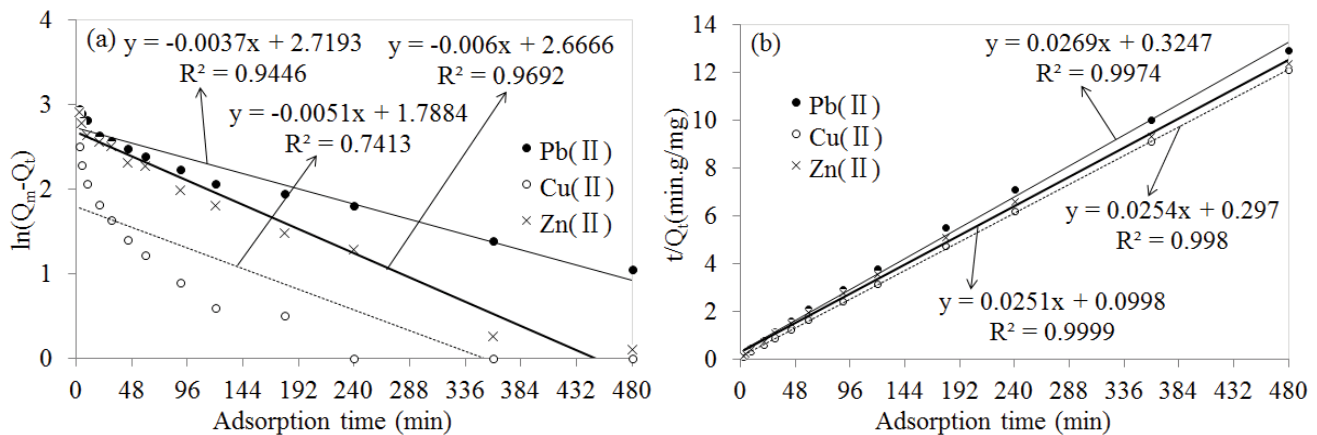 (a)
y = -0.0037x + 2.7193
R² = 0.9446
y = -0.006x + 2.6666
R² = 0.9692
y = -0.0051x + 1.7884
R² = 0.7413
Pb(Ⅱ)
Cu(Ⅱ)
Zn(Ⅱ)
ln(Qm-Qt)
4
3
2
1
0
0 48 96 144 192 240 288 336 384 432 480
Adsorption time (min)
(b)
y = 0.0269x + 0.3247
R² = 0.9974
Pb(Ⅱ)
Cu(Ⅱ)
Zn(Ⅱ)
y = 0.0254x + 0.297
R² = 0.998
y = 0.0251x + 0.0998
R² = 0.9999
t/Qt(min.g/mg)
14
12
10
8
6
4
2
0
0 48 96 144 192 240 288 336 384 432 480
Adsorption time (min)